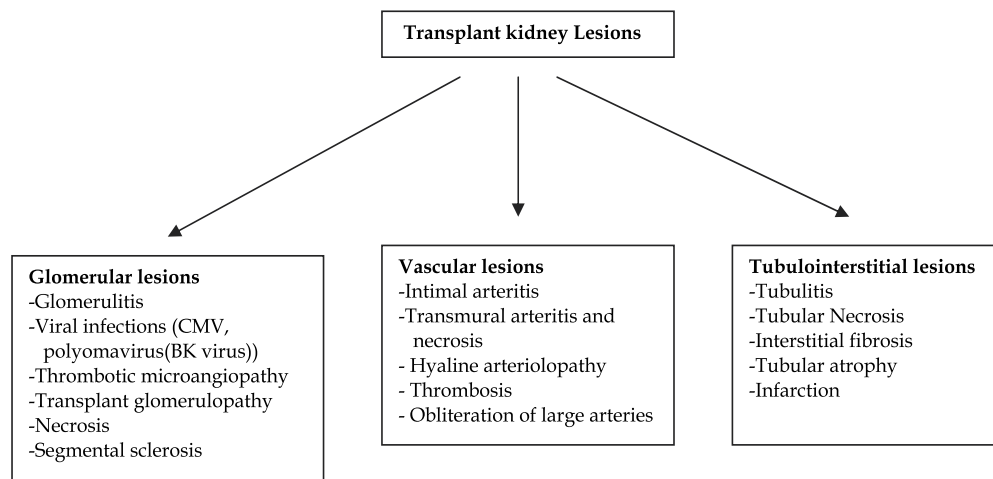 Transplant kidney Lesions
Glomerular lesions
-Glomerulitis
-Viral infections (CMV,
polyomavirus(BK virus))
-Thrombotic microangiopathy
-Transplant glomerulopathy
-Necrosis
-Segmental sclerosis
Vascular lesions
-Intimal arteritis
-Transmural arteritis and
necrosis
- Hyaline arteriolopathy
- Thrombosis
- Obliteration of large arteries
Tubulointerstitial lesions
-Tubulitis
-Tubular Necrosis
-Interstitial fibrosis
-Tubular atrophy
-Infarction